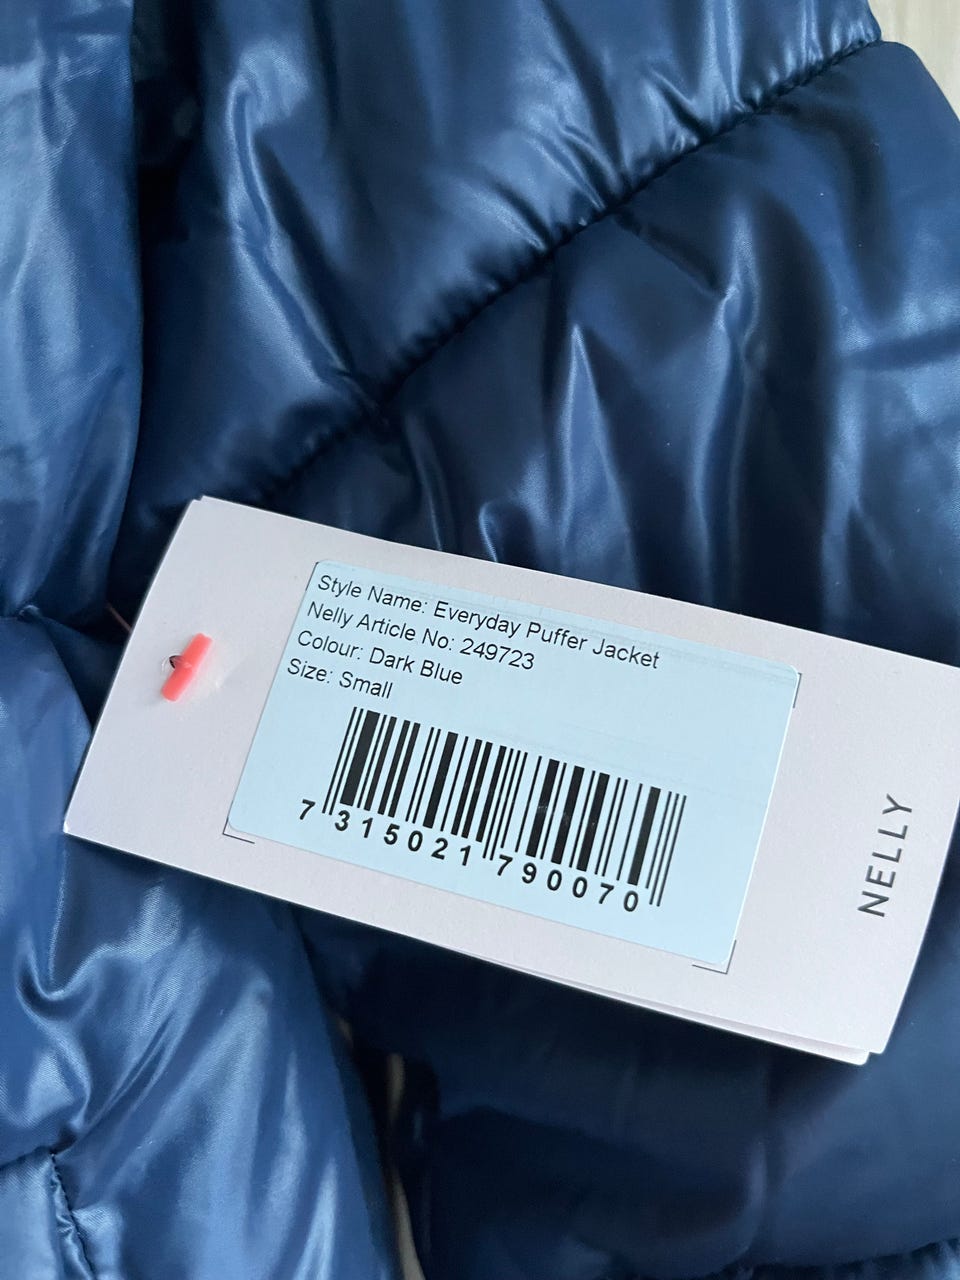 Style Name: Everyday Puffer Jacket
Nelly Article No: 249723
Colour: Dark Blue
Size: Small
7 315021 790070
NELLY